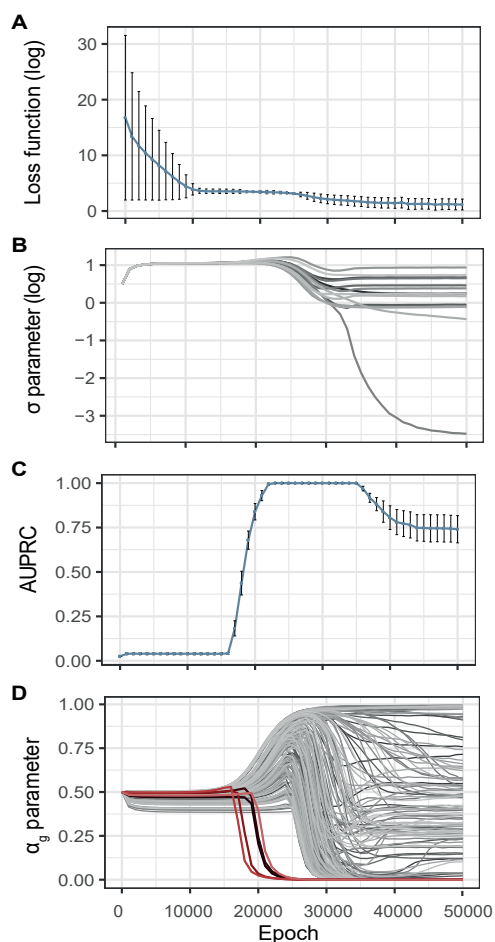 A
Loss function (log)
30
20
10
0
B
σ parameter (log)
1
0
−1
−2
−3
C
AUPRC
1.00
0.75
0.50
0.25
0.00
D
αg parameter
1.00
0.75
0.50
0.25
0.00
0 10000 20000 30000 40000 50000
Epoch